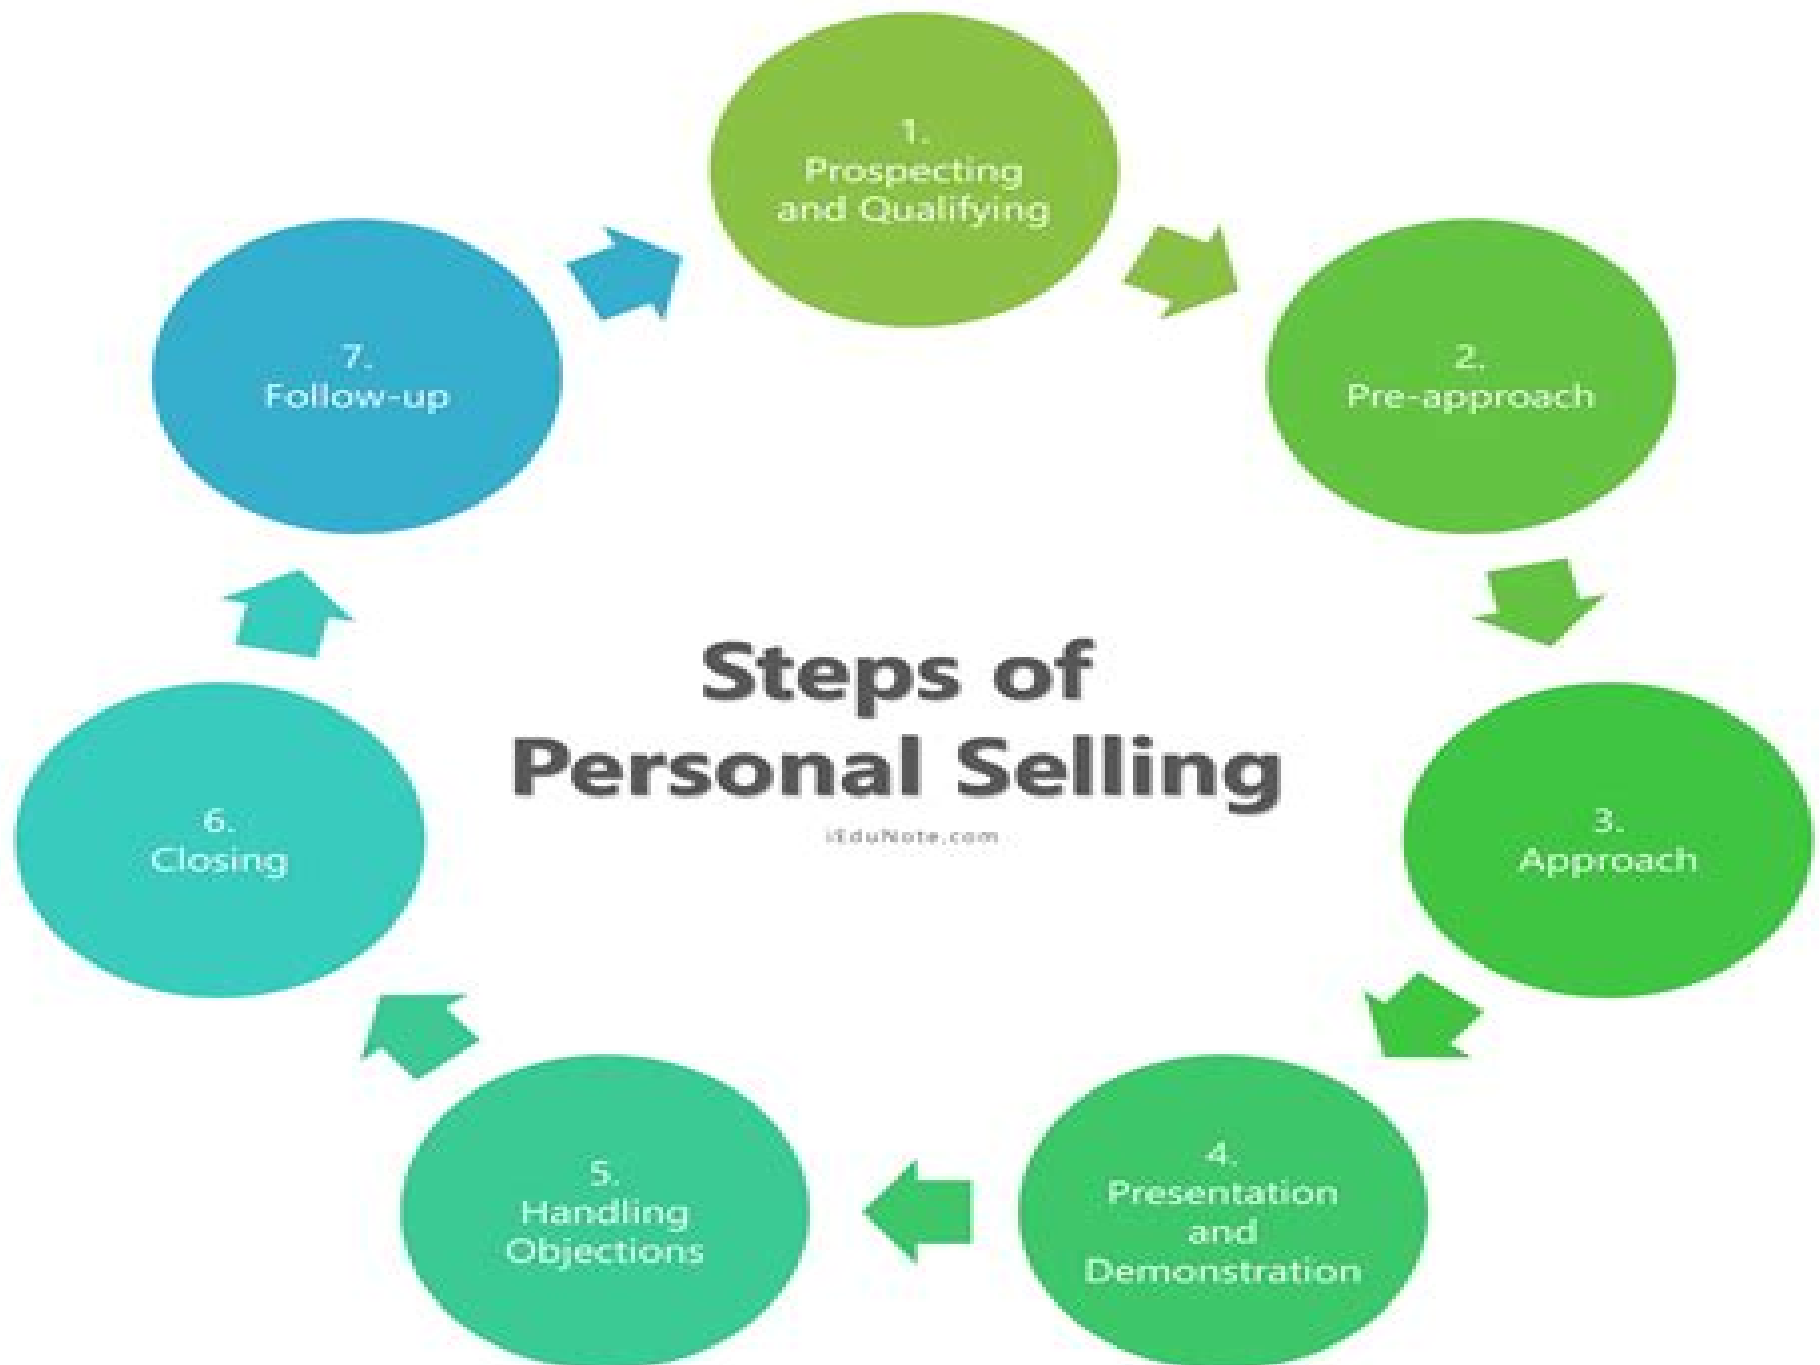 1.
Prospecting
and Qualifying
2.
Pre-approach
3.
Approach
4.
Presentation
and
Demonstration
5.
Handling
Objections
6.
Closing
7.
Follow-up
Steps of
Personal Selling
iEduNote.com